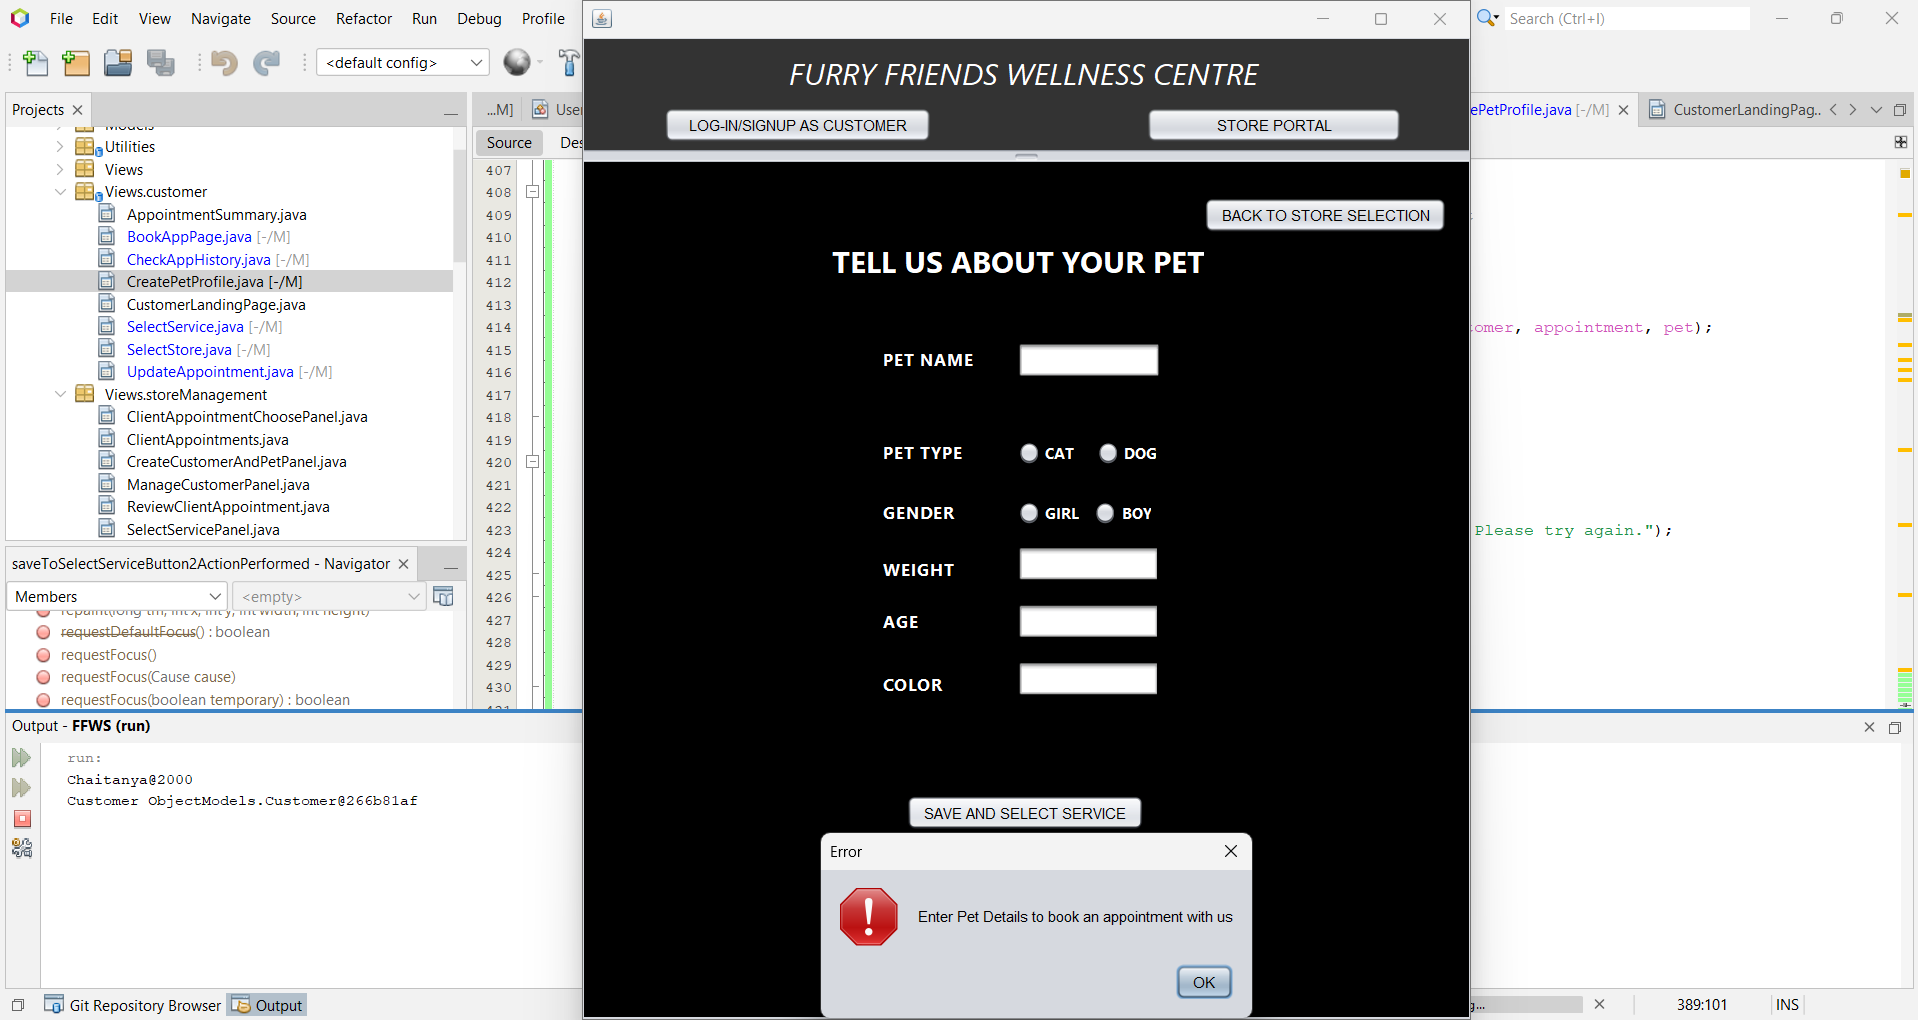 File Edit View Navigate Source Refactor Run Debug Profile
Search (Ctrl+I)
<default config>
Projects
Models
Utilities
Views
Views.customer
AppointmentSummary.java
BookAppPage.java [-/M]
CheckAppHistory.java [-/M]
CreatePetProfile.java [-/M]
CustomerLandingPage.java
SelectService.java [-/M]
SelectStore.java [-/M]
UpdateAppointment.java [-/M]
Views.storeManagement
ClientAppointmentChoosePanel.java
ClientAppointments.java
CreateCustomerAndPetPanel.java
ManageCustomerPanel.java
ReviewClientAppointment.java
SelectServicePanel.java
saveToSelectServiceButton2ActionPerformed - Navigator
Members
<empty>
repaint(long tm, int x, int y, int width, int height)
requestDefaultFocus() : boolean
requestFocus()
requestFocus(Cause cause)
requestFocus(boolean temporary) : boolean
...M]
User
Source
Des
407
408
409
410
411
412
413
414
415
416
417
418
419
420
421
422
423
424
425
426
427
428
429
430
431
ePetProfile.java [-/M]
CustomerLandingPag..
tomer, appointment, pet);
Please try again.");
FURRY FRIENDS WELLNESS CENTRE
LOG-IN/SIGNUP AS CUSTOMER
STORE PORTAL
BACK TO STORE SELECTION
TELL US ABOUT YOUR PET
PET NAME
PET TYPE CAT DOG
GENDER GIRL BOY
WEIGHT
AGE
COLOR
SAVE AND SELECT SERVICE
Error
Enter Pet Details to book an appointment with us
OK
Output - FFWS (run)
run:
Chaitanya@2000
Customer ObjectModels.Customer@266b81af
Git Repository Browser
Output
g...
389:101
INS